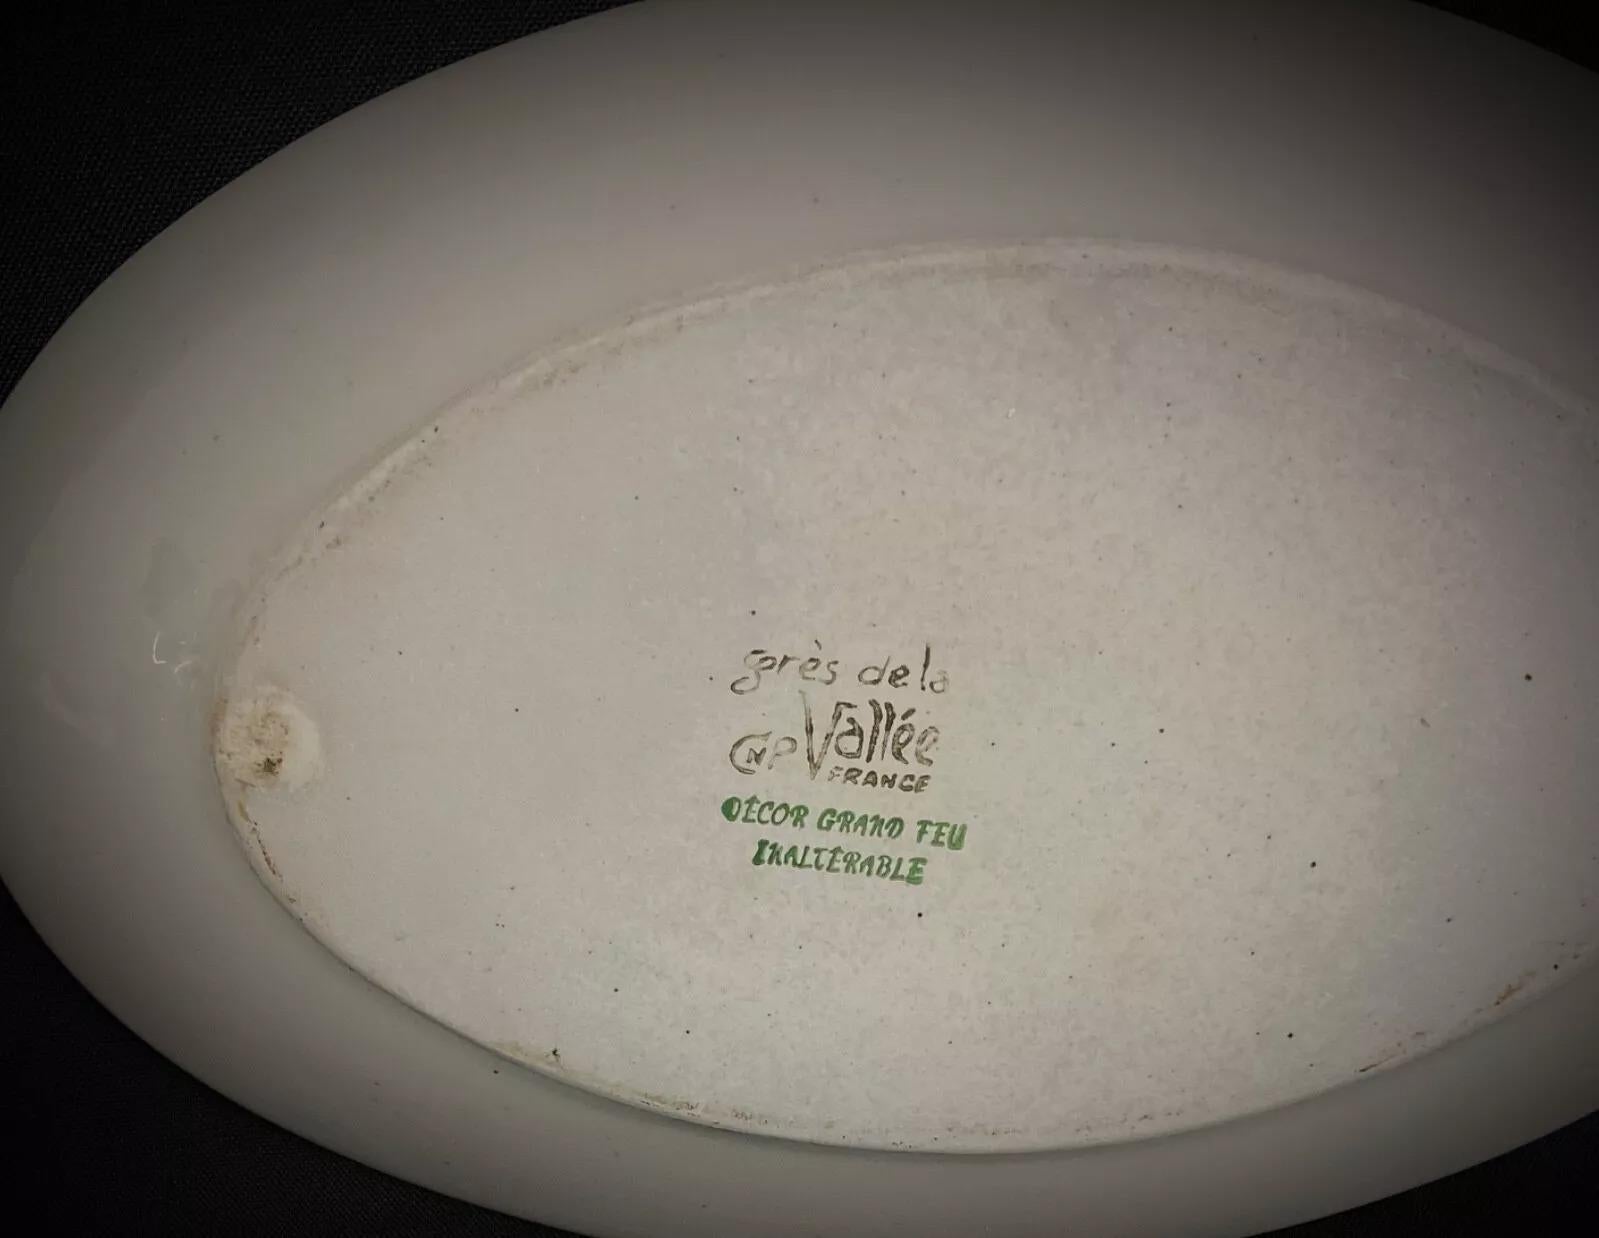 grès de la
CNP Vallée
FRANCE
DÉCOR GRAND FEU
INALTÉRABLE